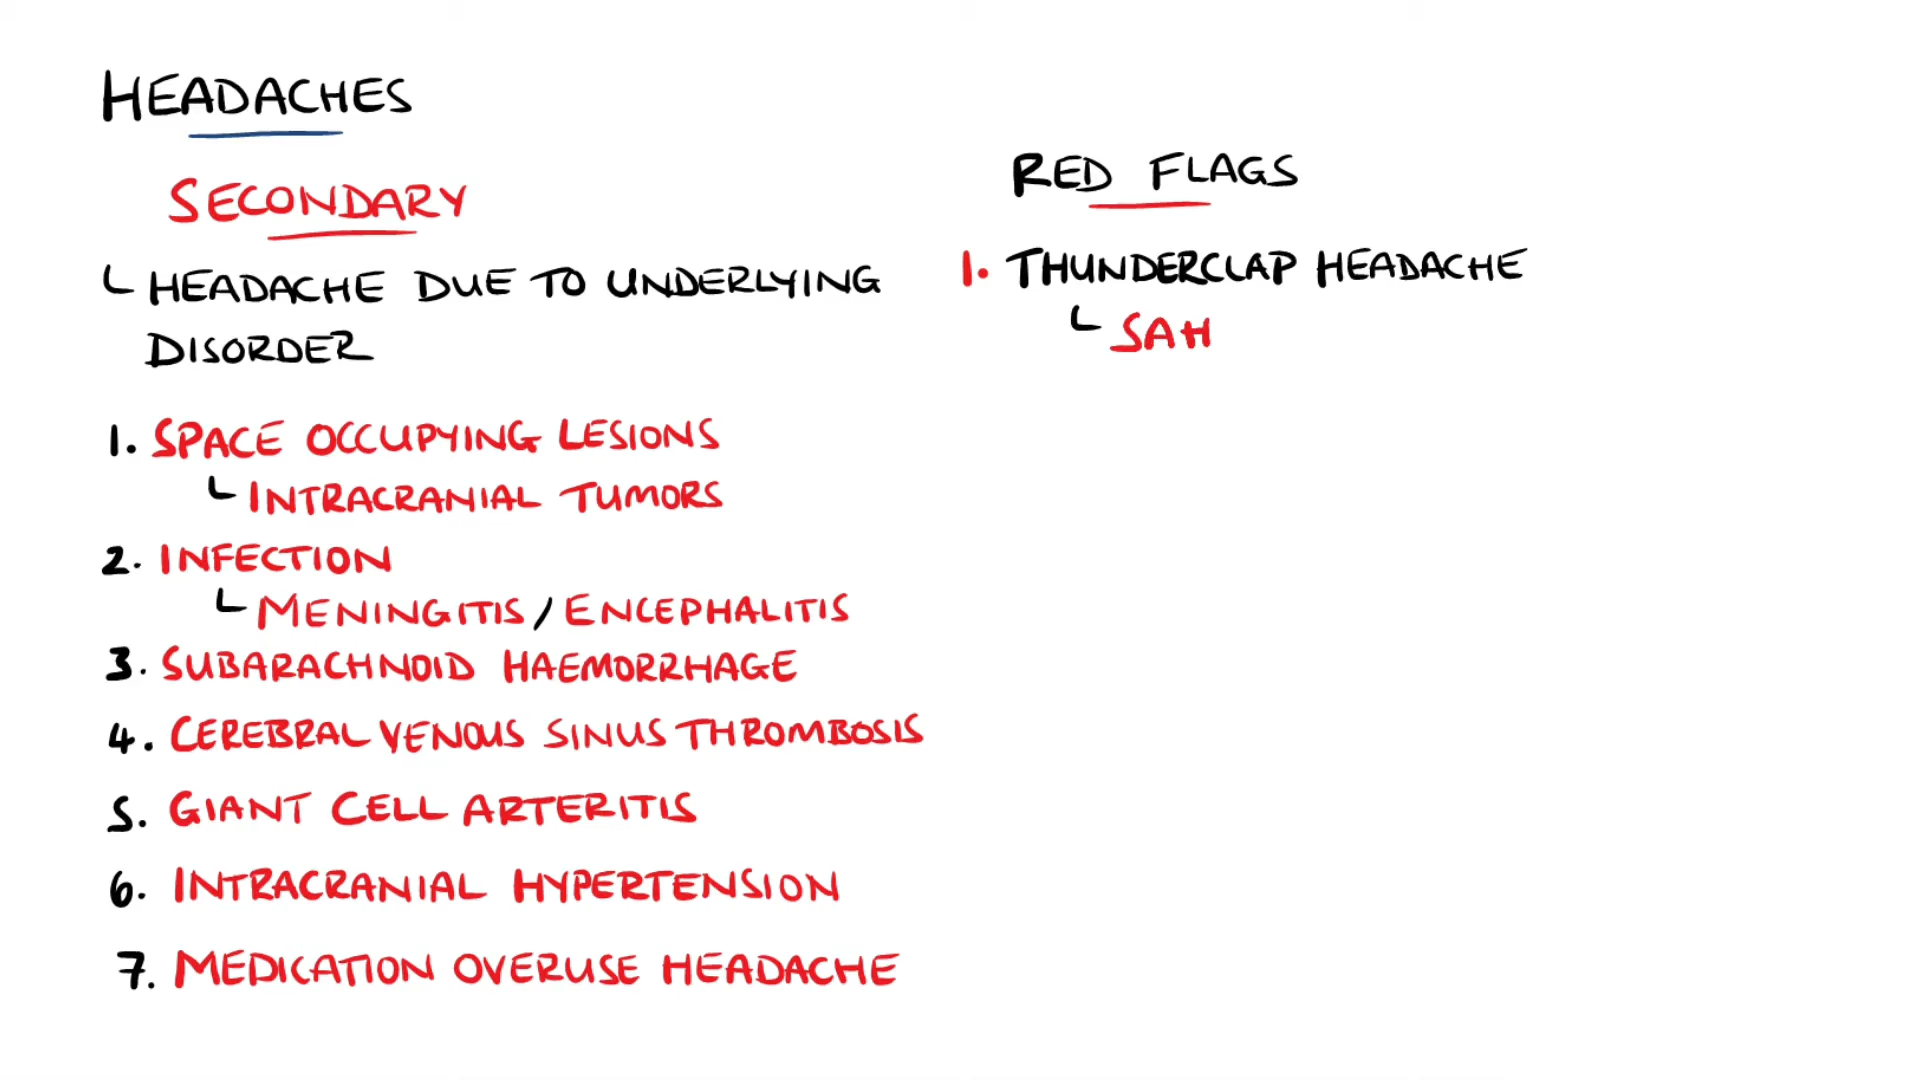 HEADACHES
SECONDARY
HEADACHE DUE TO UNDERLYING
DISORDER
1. SPACE OCCUPYING LESIONS
INTRACRANIAL TUMORS
2. INFECTION
MENINGITIS/ENCEPHALITIS
3. SUBARACHNOID HAEMORRHAGE
4. CEREBRAL VENOUS SINUS THROMBOSIS
5. GIANT CELL ARTERITIS
6. INTRACRANIAL HYPERTENSION
7. MEDICATION OVERUSE HEADACHE
RED FLAGS
1. THUNDERCLAP HEADACHE
SAH